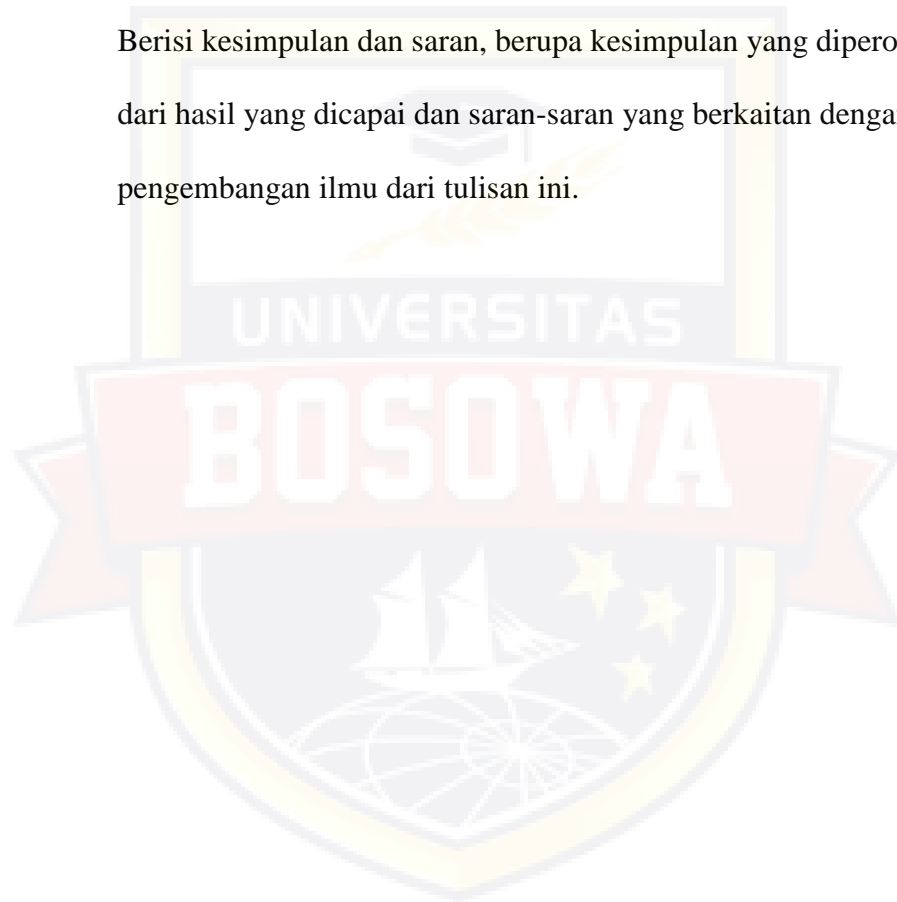 Berisi kesimpulan dan saran, berupa kesimpulan yang dipero
dari hasil yang dicapai dan saran-saran yang berkaitan denga
pengembangan ilmu dari tulisan ini.
UNIVERSITAS
BOSOWA